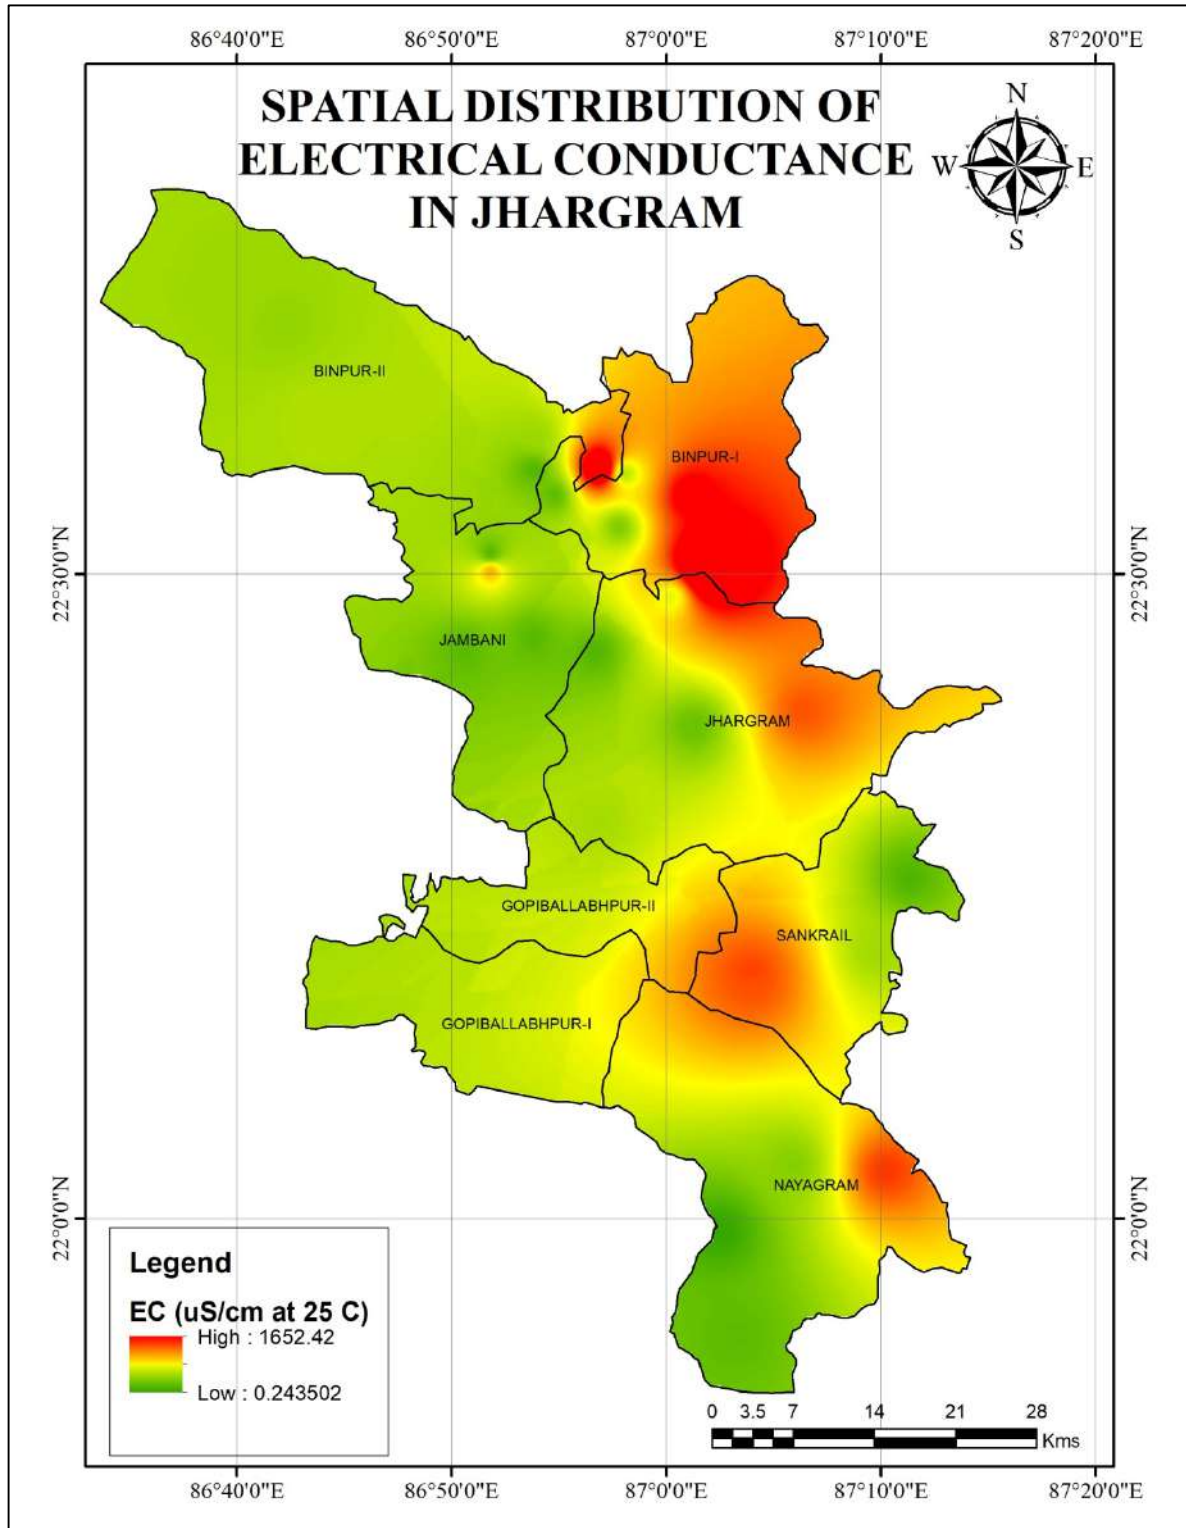 86°40'0"E 86°50'0"E 87°0'0"E 87°10'0"E 87°20'0"E
SPATIAL DISTRIBUTION OF
ELECTRICAL CONDUCTANCE
IN JHARGRAM
N
W E
S
BINPUR-II
BINPUR-I
22°30'0"N 22°30'0"N
JAMBANI
JHARGRAM
GOPIBALLABHPUR-II
SANKRAIL
GOPIBALLABHPUR-I
NAYAGRAM
22°0'0"N 22°0'0"N
Legend
EC (uS/cm at 25 C)
High : 1652.42
Low : 0.243502
0 3.5 7 14 21 28
Kms
86°40'0"E 86°50'0"E 87°0'0"E 87°10'0"E 87°20'0"E